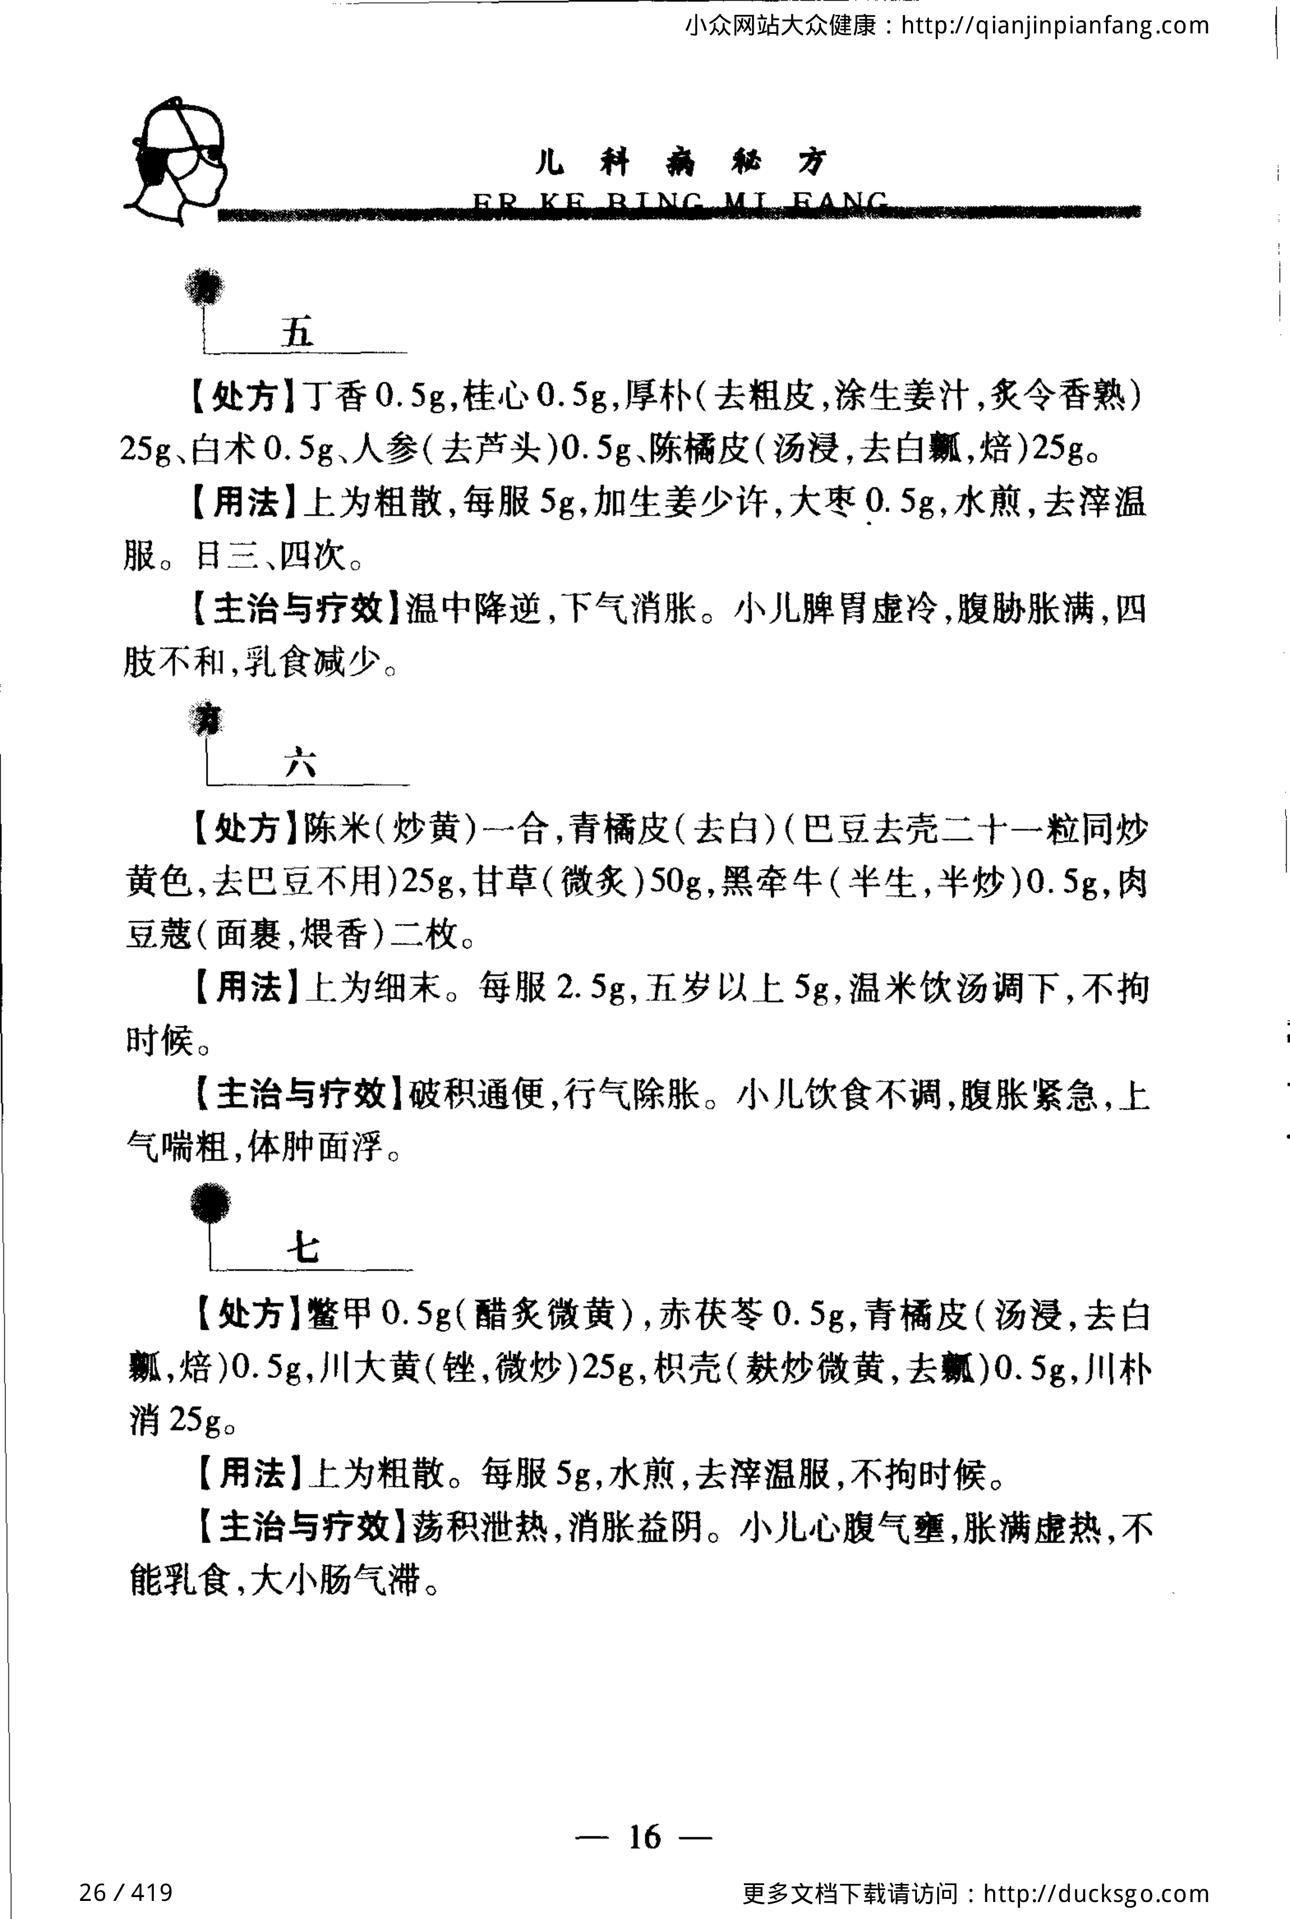 小众网站大众健康：http://qianjinpianfang.com
儿科病秘方
ER KE BING MI FANG
方
五
【处方】丁香0.5g,桂心0.5g,厚朴(去粗皮,涂生姜汁,炙令香熟)
25g、白术0.5g、人参(去芦头)0.5g、陈橘皮(汤浸,去白瓤,焙)25g。
【用法】上为粗散,每服5g,加生姜少许,大枣0.5g,水煎,去滓温
服。日三、四次。
【主治与疗效】温中降逆,下气消胀。小儿脾胃虚冷,腹胁胀满,四
肢不和,乳食减少。
方
六
【处方】陈米(炒黄)一合,青橘皮(去白)(巴豆去壳二十一粒同炒
黄色,去巴豆不用)25g,甘草(微炙)50g,黑牵牛(半生,半炒)0.5g,肉
豆蔻(面裹,煨香)二枚。
【用法】上为细末。每服2.5g,五岁以上5g,温米饮汤调下,不拘
时候。
【主治与疗效】破积通便,行气除胀。小儿饮食不调,腹胀紧急,上
气喘粗,体肿面浮。
七
【处方】鳖甲0.5g(醋炙微黄),赤茯苓0.5g,青橘皮(汤浸,去白
瓤,焙)0.5g,川大黄(锉,微炒)25g,枳壳(麸炒微黄,去瓤)0.5g,川朴
消25g。
【用法】上为粗散。每服5g,水煎,去滓温服,不拘时候。
【主治与疗效】荡积泄热,消胀益阴。小儿心腹气壅,胀满虚热,不
能乳食,大小肠气滞。
— 16 —
26 / 419
更多文档下载请访问：http://ducksgo.com